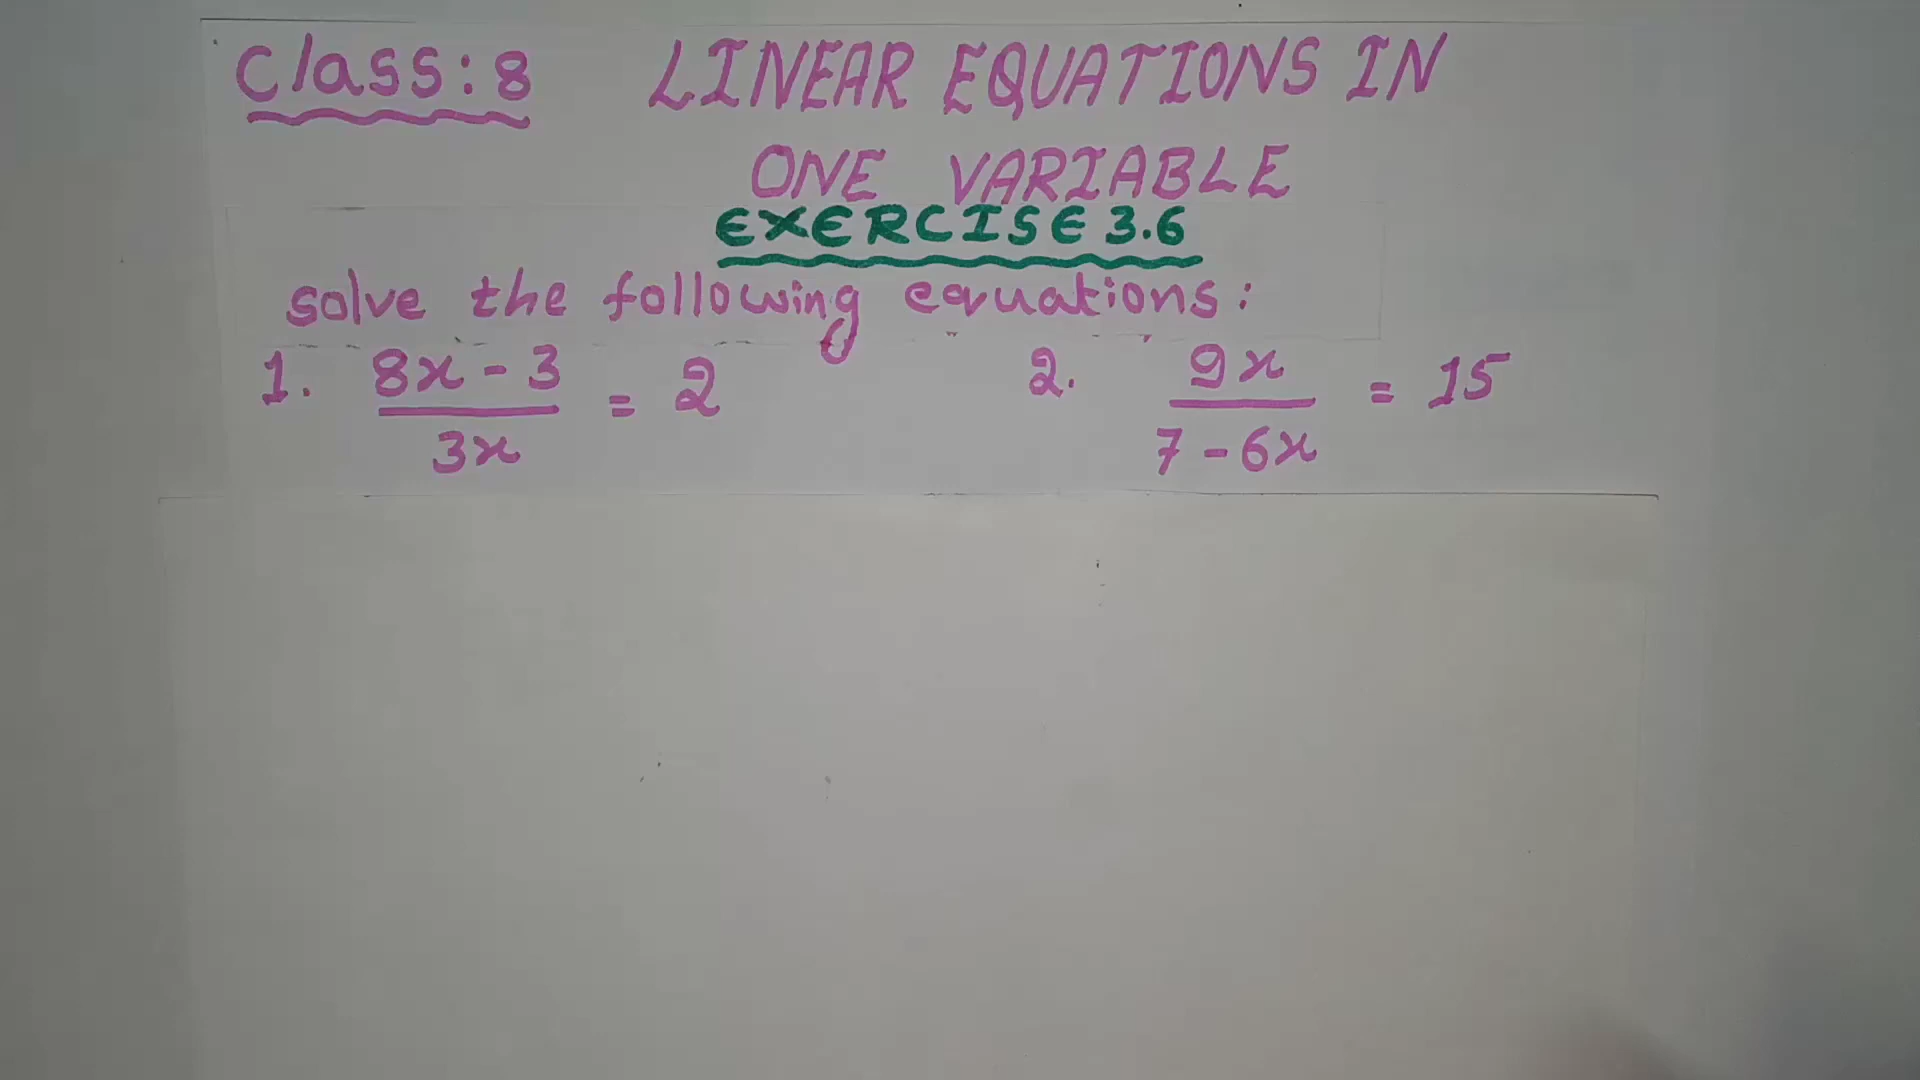 Class: 8 LINEAR EQUATIONS IN
ONE VARIABLE
EXERCISE 3.6
solve the following equations:
1. 8x - 3 / 3x = 2 2. 9x / 7 - 6x = 15